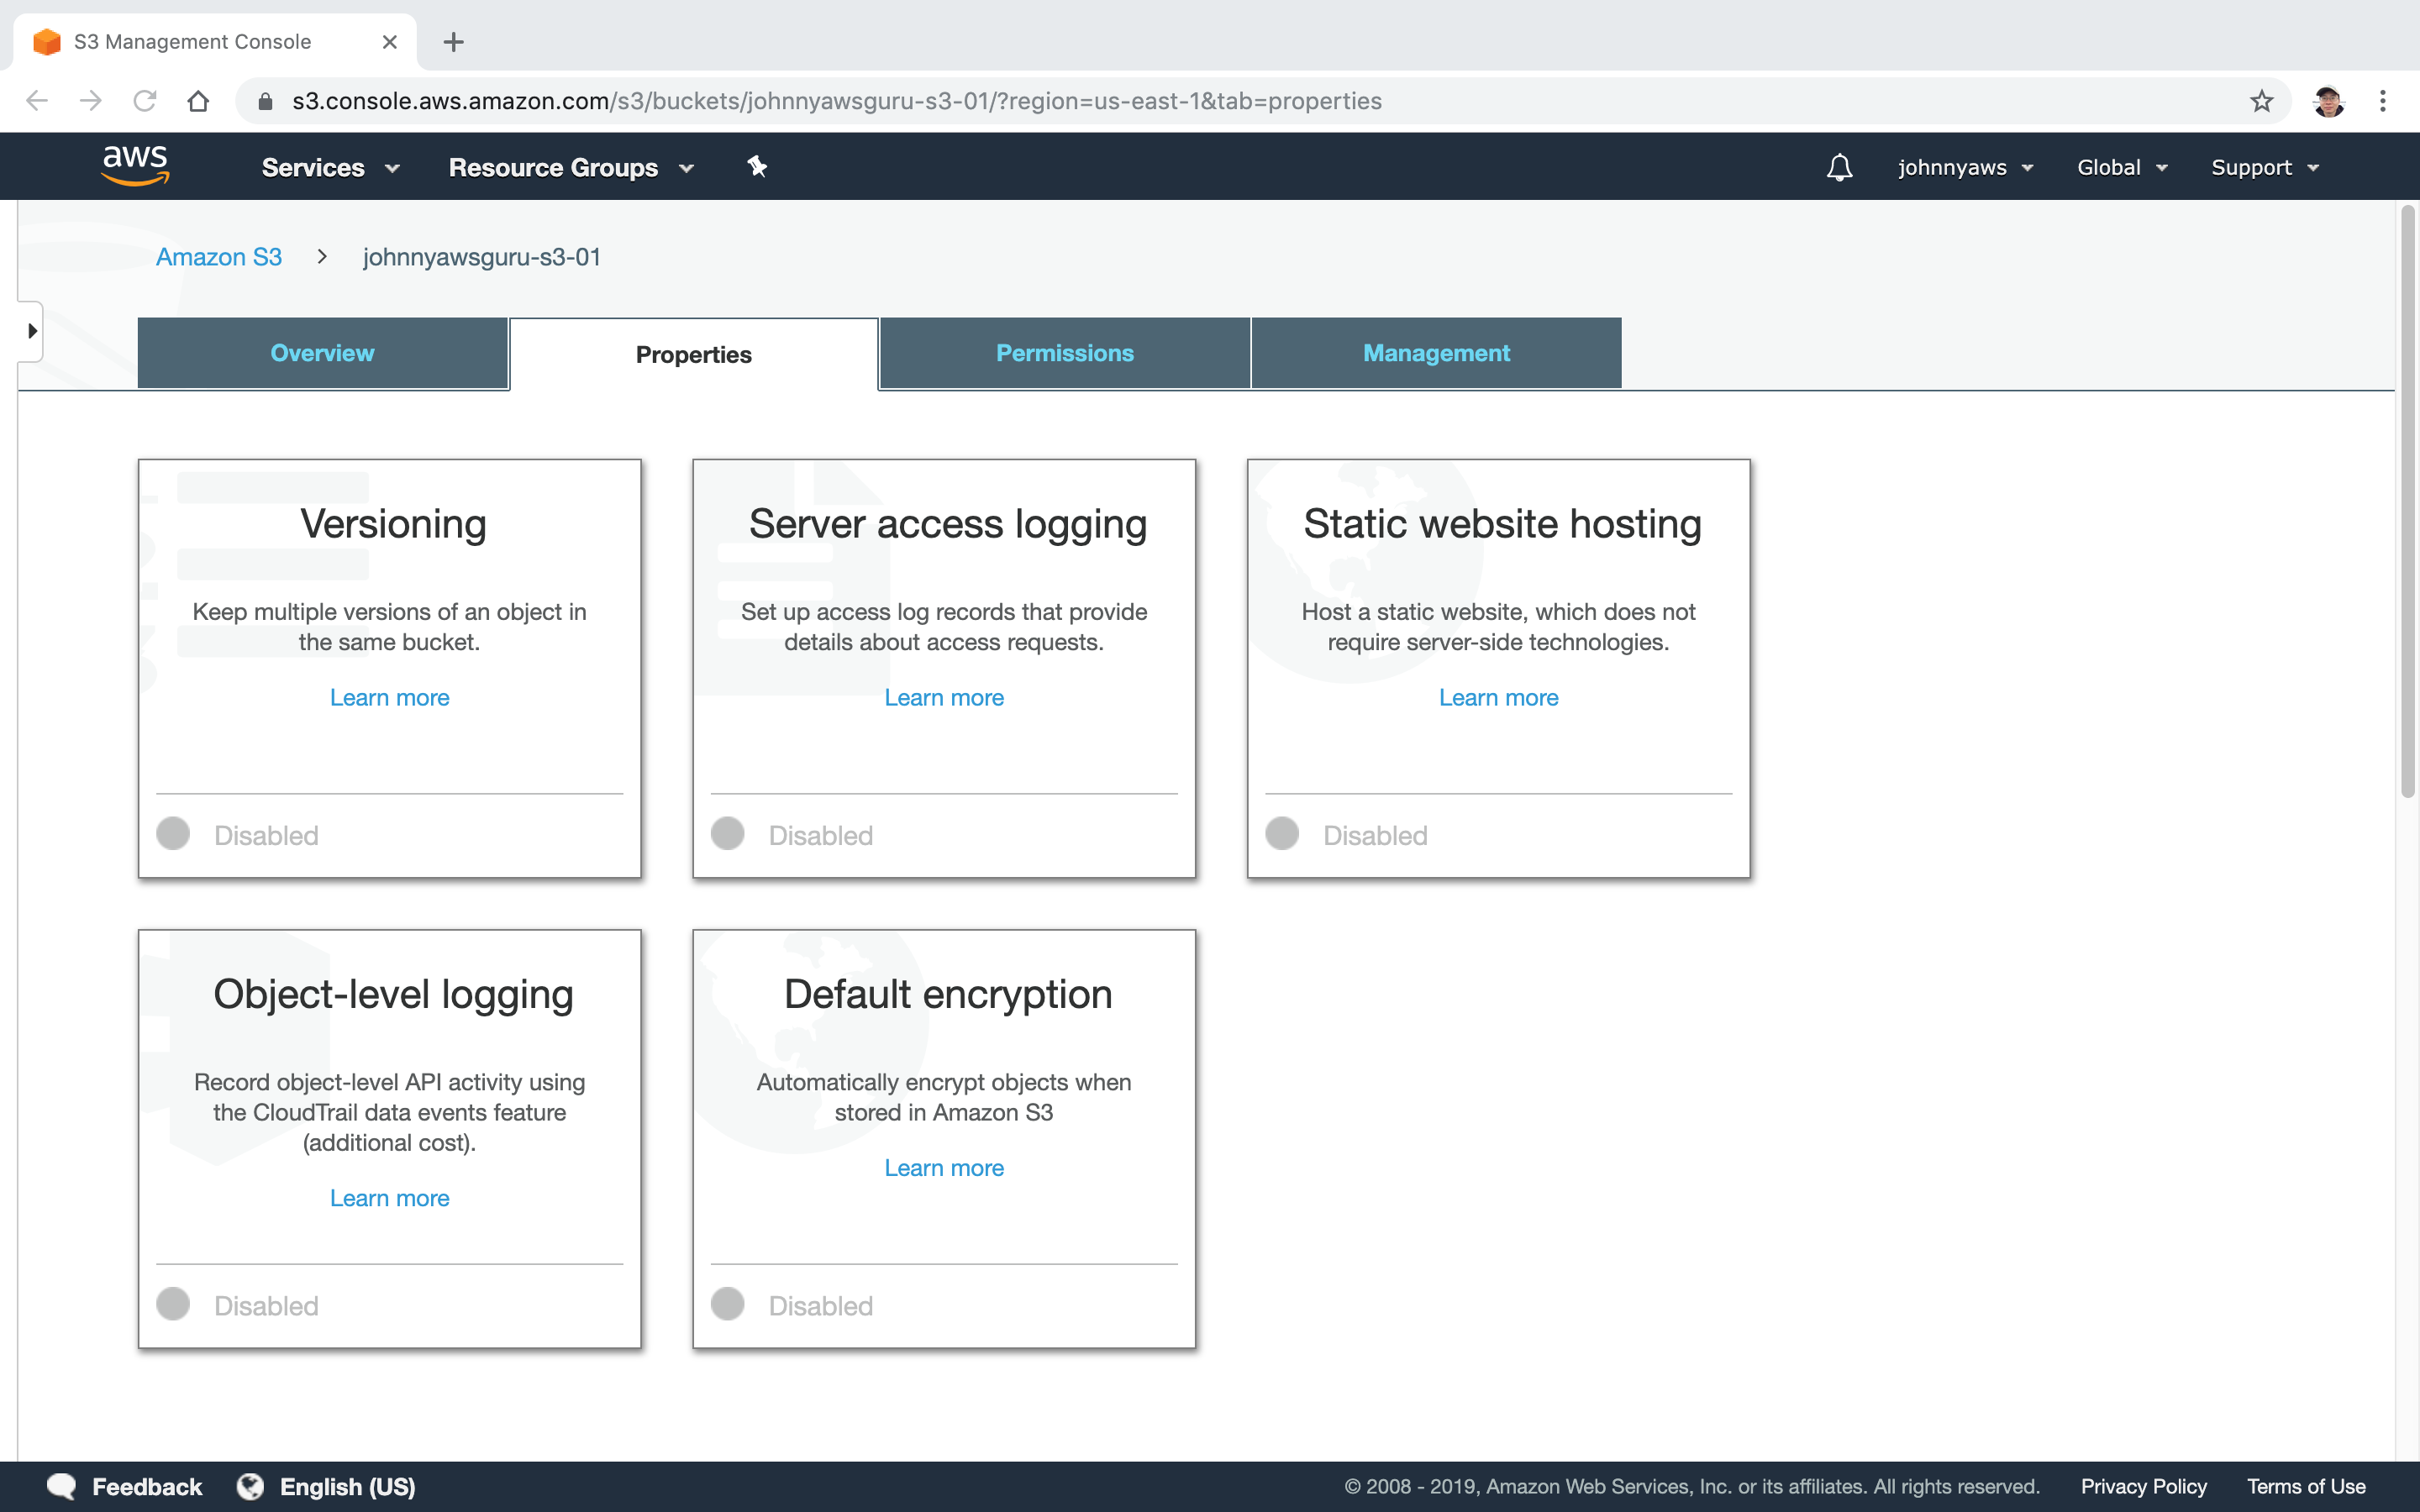 S3 Management Console
s3.console.aws.amazon.com/s3/buckets/johnnyawsguru-s3-01/?region=us-east-1&tab=properties
aws Services Resource Groups johnnyaws Global Support
Amazon S3 > johnnyawsguru-s3-01
Overview Properties Permissions Management
Versioning
Keep multiple versions of an object in
the same bucket.
Learn more
Disabled
Server access logging
Set up access log records that provide
details about access requests.
Learn more
Disabled
Static website hosting
Host a static website, which does not
require server-side technologies.
Learn more
Disabled
Object-level logging
Record object-level API activity using
the CloudTrail data events feature
(additional cost).
Learn more
Disabled
Default encryption
Automatically encrypt objects when
stored in Amazon S3
Learn more
Disabled
Feedback English (US) © 2008 - 2019, Amazon Web Services, Inc. or its affiliates. All rights reserved. Privacy Policy Terms of Use